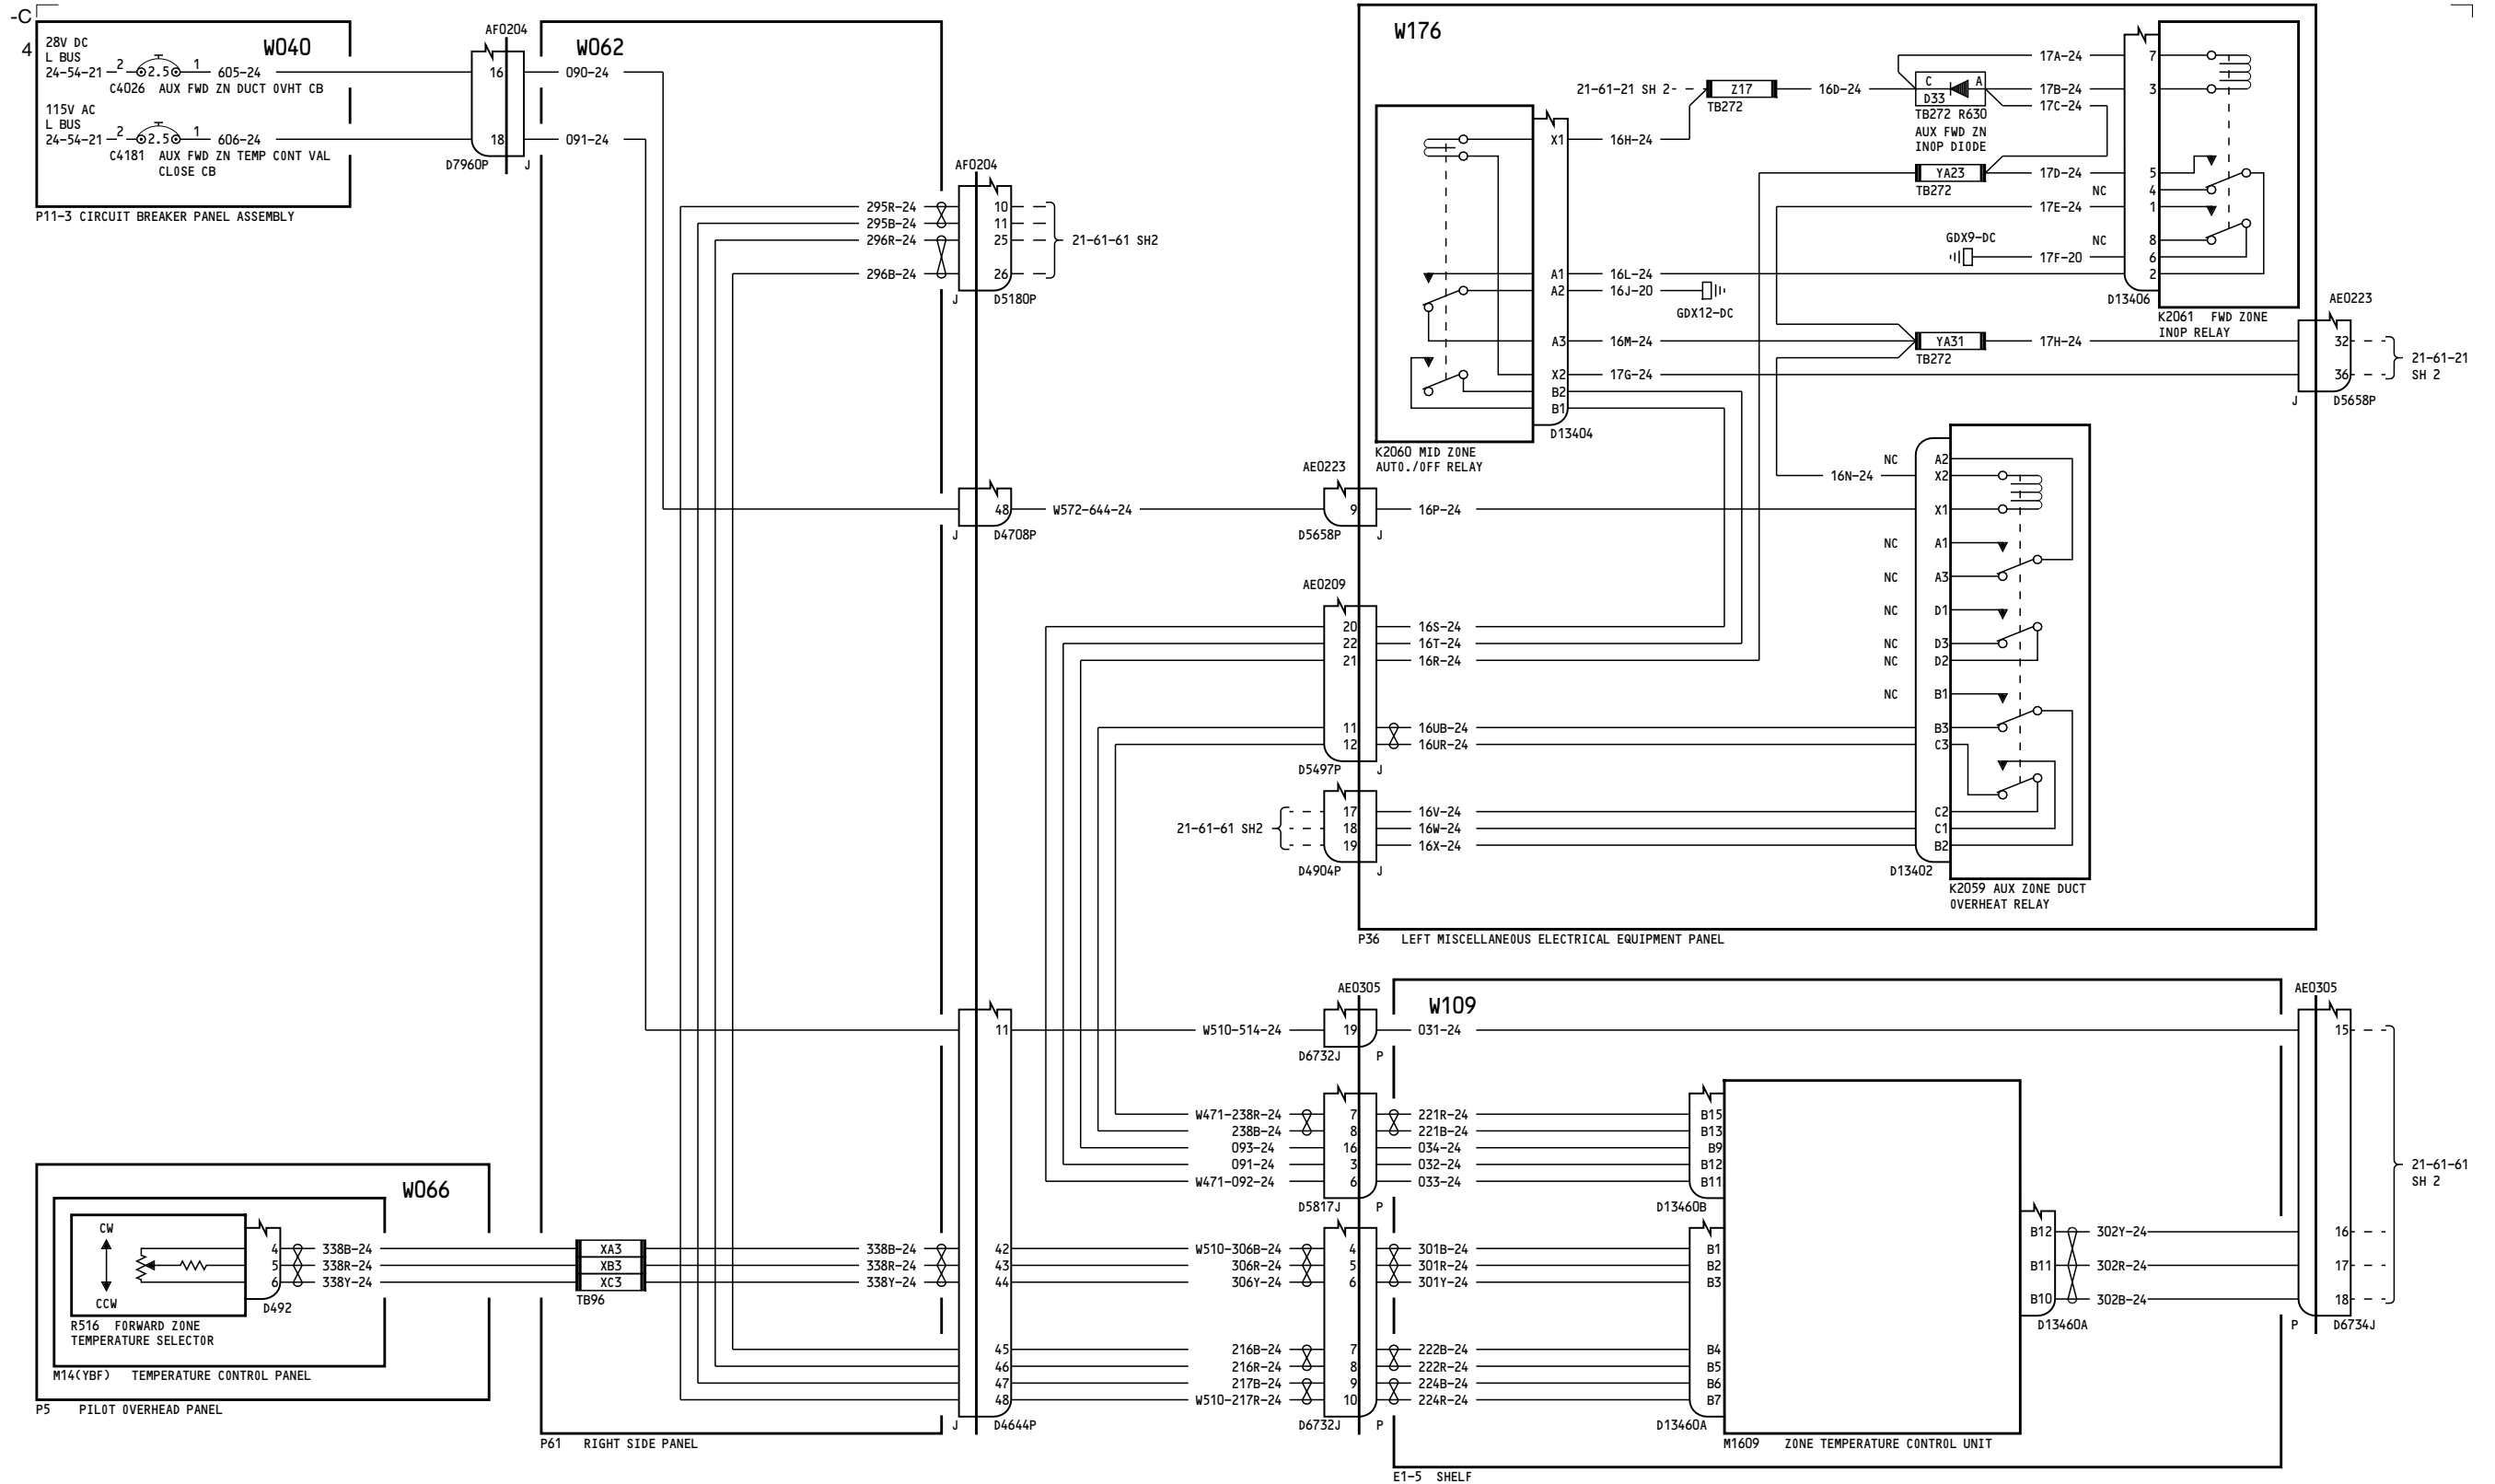 -C
4
W040
28V DC
L BUS
24-54-21 2 2.5 1 605-24
C4026 AUX FWD ZN DUCT OVHT CB
115V AC
L BUS
24-54-21 2 2.5 1 606-24
C4181 AUX FWD ZN TEMP CONT VAL
CLOSE CB
P11-3 CIRCUIT BREAKER PANEL ASSEMBLY
AF0204
16
18
D7960P J
W062
090-24
091-24
AF0204
295R-24 10
295B-24 11
296R-24 25
296B-24 26
21-61-61 SH2
J D5180P
48
J D4708P
W572-644-24
AE0223
9
D5658P J
16P-24
W176
21-61-21 SH 2
Z17
TB272
16D-24
C A
D33
TB272 R630
AUX FWD ZN
INOP DIODE
17A-24 7
17B-24 3
17C-24
YA23
TB272
17D-24 5
NC 4
17E-24 1
NC 8
GDX9-DC
17F-20 6
2
D13406
K2061 FWD ZONE
INOP RELAY
X1 16H-24
A1 16L-24
A2 16J-20
GDX12-DC
A3 16M-24
X2 17G-24
B2
B1
D13404
K2060 MID ZONE
AUTO./OFF RELAY
YA31
TB272
17H-24
AE0223
32
36
21-61-21
SH 2
J D5658P
NC A2
16N-24 X2
X1
NC A1
NC A3
NC D1
NC D3
NC D2
NC B1
B3
C3
C2
C1
B2
D13402
K2059 AUX ZONE DUCT
OVERHEAT RELAY
AE0209
20 16S-24
22 16T-24
21 16R-24
11 16UB-24
12 16UR-24
D5497P J
21-61-61 SH2
17 16V-24
18 16W-24
19 16X-24
D4904P J
P36 LEFT MISCELLANEOUS ELECTRICAL EQUIPMENT PANEL
AE0305
W109
11 W510-514-24 19 031-24
D6732J P
W471-238R-24 7 221R-24 B15
238B-24 8 221B-24 B13
093-24 16 034-24 B9
091-24 3 032-24 B12
W471-092-24 6 033-24 B11
D5817J P
D13460B
AE0305
15
16
17
18
21-61-61
SH 2
P D6734J
B12 302Y-24
B11 302R-24
B10 302B-24
D13460A
W066
CW
CCW
4 338B-24
5 338R-24
6 338Y-24
D492
R516 FORWARD ZONE
TEMPERATURE SELECTOR
M14(YBF) TEMPERATURE CONTROL PANEL
P5 PILOT OVERHEAD PANEL
XA3
XB3
XC3
TB96
338B-24 42 W510-306B-24 4 301B-24 B1
338R-24 43 306R-24 5 301R-24 B2
338Y-24 44 306Y-24 6 301Y-24 B3
45 216B-24 7 222B-24 B4
46 216R-24 8 222R-24 B5
47 217B-24 9 224B-24 B6
48 W510-217R-24 10 224R-24 B7
J D4644P
D6732J P
D13460A
P61 RIGHT SIDE PANEL
M1609 ZONE TEMPERATURE CONTROL UNIT
E1-5 SHELF